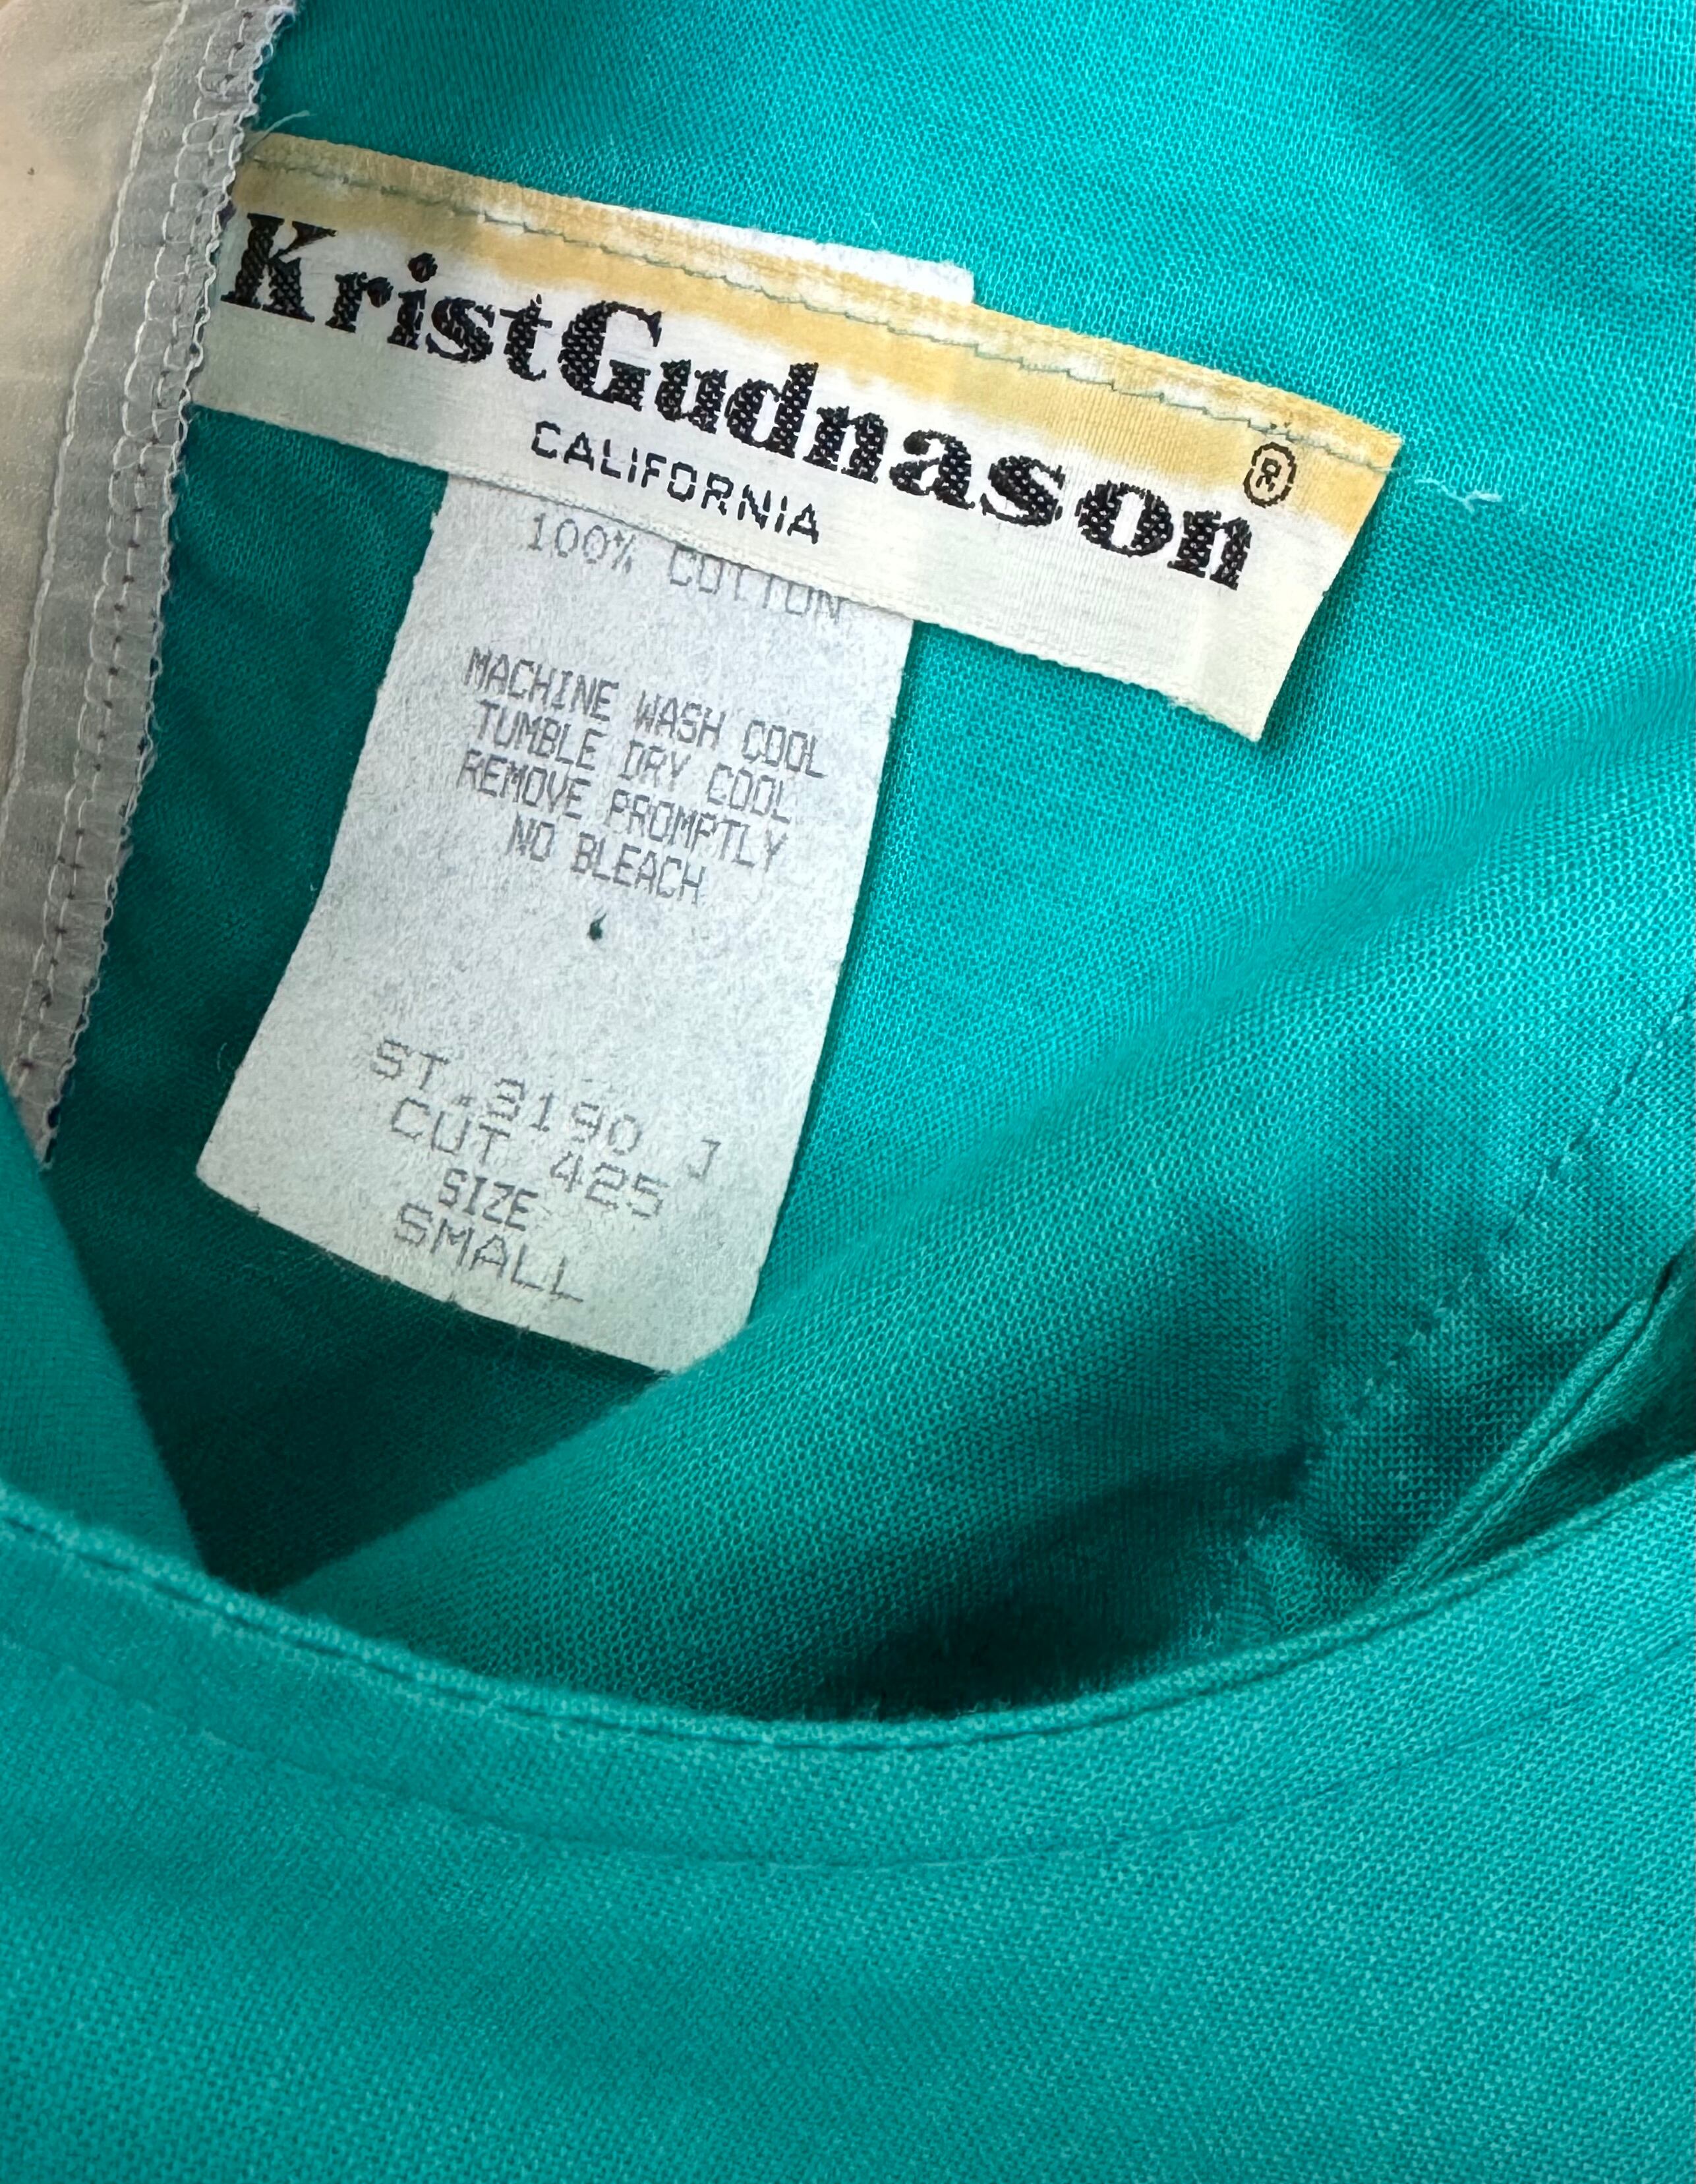 KristGudnason®
CALIFORNIA
100% COTTON
MACHINE WASH COOL
TUMBLE DRY COOL
REMOVE PROMPTLY
NO BLEACH
ST.3190 J
CUT 425
SIZE
SMALL